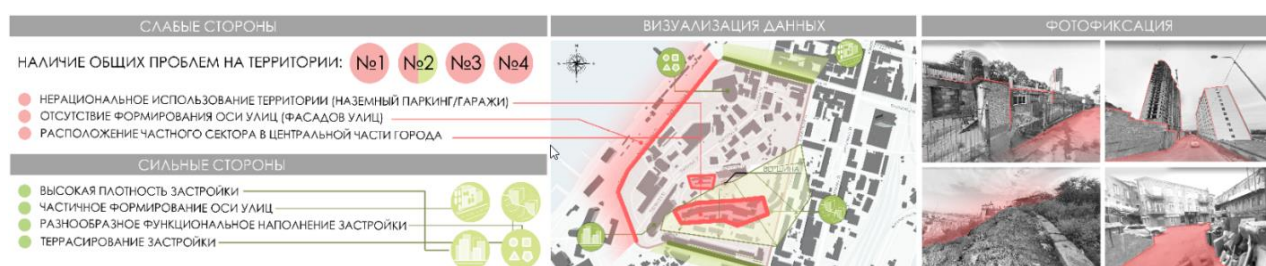 СЛАБЫЕ СТОРОНЫ
НАЛИЧИЕ ОБЩИХ ПРОБЛЕМ НА ТЕРРИТОРИИ: №1 №2 №3 №4
НЕРАЦИОНАЛЬНОЕ ИСПОЛЬЗОВАНИЕ ТЕРРИТОРИИ (НАЗЕМНЫЙ ПАРКИНГ/ГАРАЖИ)
ОТСУТСТВИЕ ФОРМИРОВАНИЯ ОСИ УЛИЦ (ФАСАДОВ УЛИЦ)
РАСПОЛОЖЕНИЕ ЧАСТНОГО СЕКТОРА В ЦЕНТРАЛЬНОЙ ЧАСТИ ГОРОДА
СИЛЬНЫЕ СТОРОНЫ
ВЫСОКАЯ ПЛОТНОСТЬ ЗАСТРОЙКИ
ЧАСТИЧНОЕ ФОРМИРОВАНИЕ ОСИ УЛИЦ
РАЗНООБРАЗНОЕ ФУНКЦИОНАЛЬНОЕ НАПОЛНЕНИЕ ЗАСТРОЙКИ
ТЕРРАСИРОВАНИЕ ЗАСТРОЙКИ
ВИЗУАЛИЗАЦИЯ ДАННЫХ
ФОТОФИКСАЦИЯ